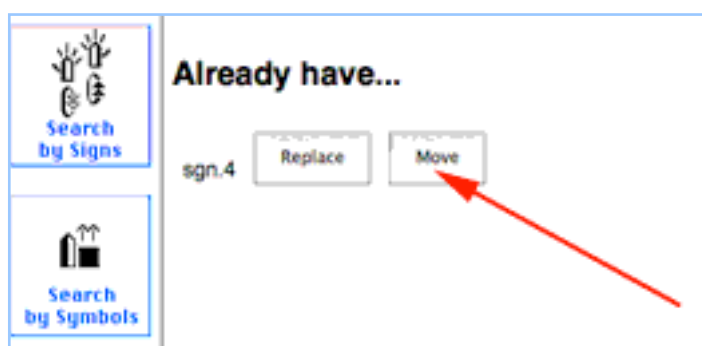 Search
by Signs
Already have...
sgn.4 Replace Move
Search
by Symbols